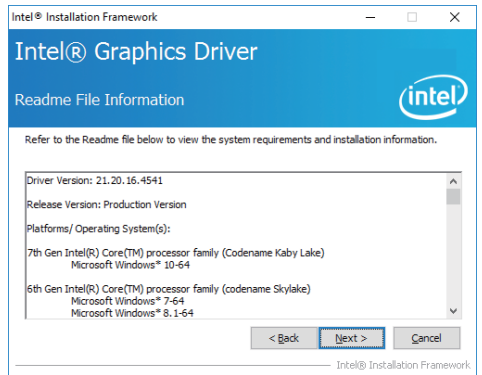 Intel® Installation Framework
Intel® Graphics Driver
Readme File Information
intel
Refer to the Readme file below to view the system requirements and installation information.
Driver Version: 21.20.16.4541
Release Version: Production Version
Platforms/ Operating System(s):
7th Gen Intel(R) Core(TM) processor family (Codename Kaby Lake)
Microsoft Windows* 10-64
6th Gen Intel(R) Core(TM) processor family (codename Skylake)
Microsoft Windows* 7-64
Microsoft Windows* 8.1-64
< Back Next > Cancel
Intel® Installation Framework